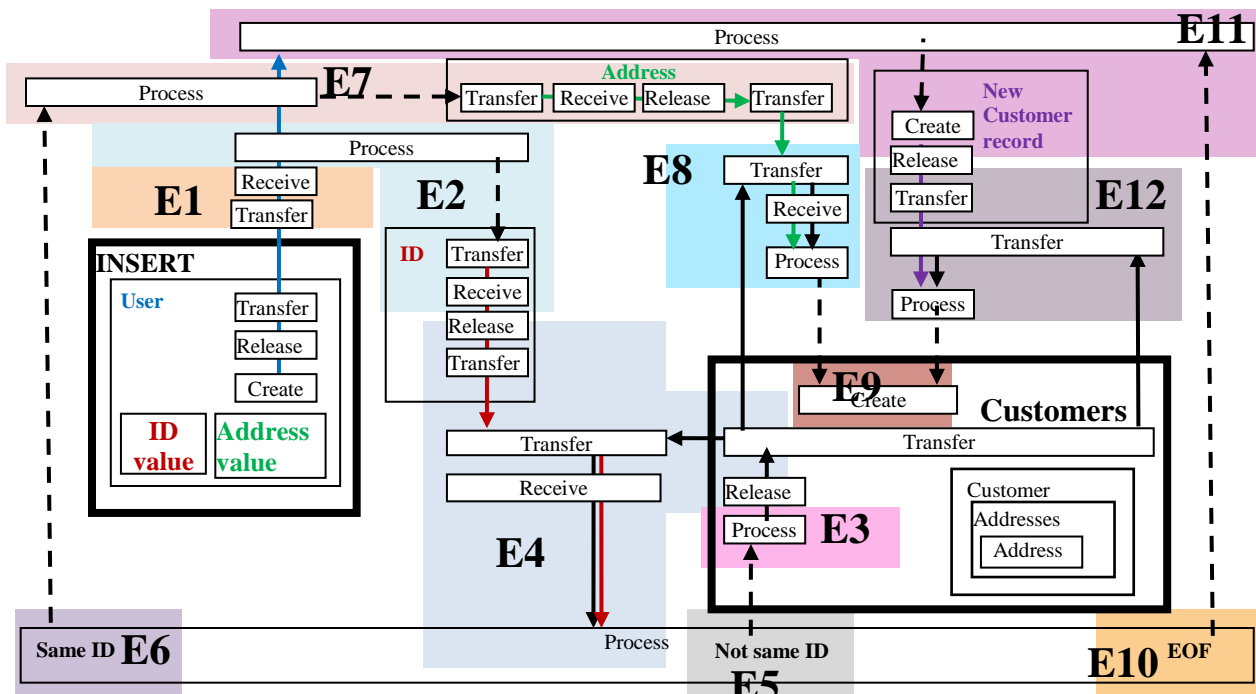 Process
E11
E7
Address
Process
Transfer
Receive
Release
Transfer
New
Customer
record
Create
Process
Release
Transfer
E8
Transfer
E12
Receive
E1
Transfer
E2
Receive
Process
Transfer
INSERT
ID
Transfer
User
Receive
Process
Transfer
Release
Release
Transfer
Create
E9
Create
Customers
ID
value
Address
value
Transfer
Transfer
Receive
Release
Customer
Process
E3
Addresses
Address
E4
Same ID
E6
Process
Not same ID
E5
E10
EOF